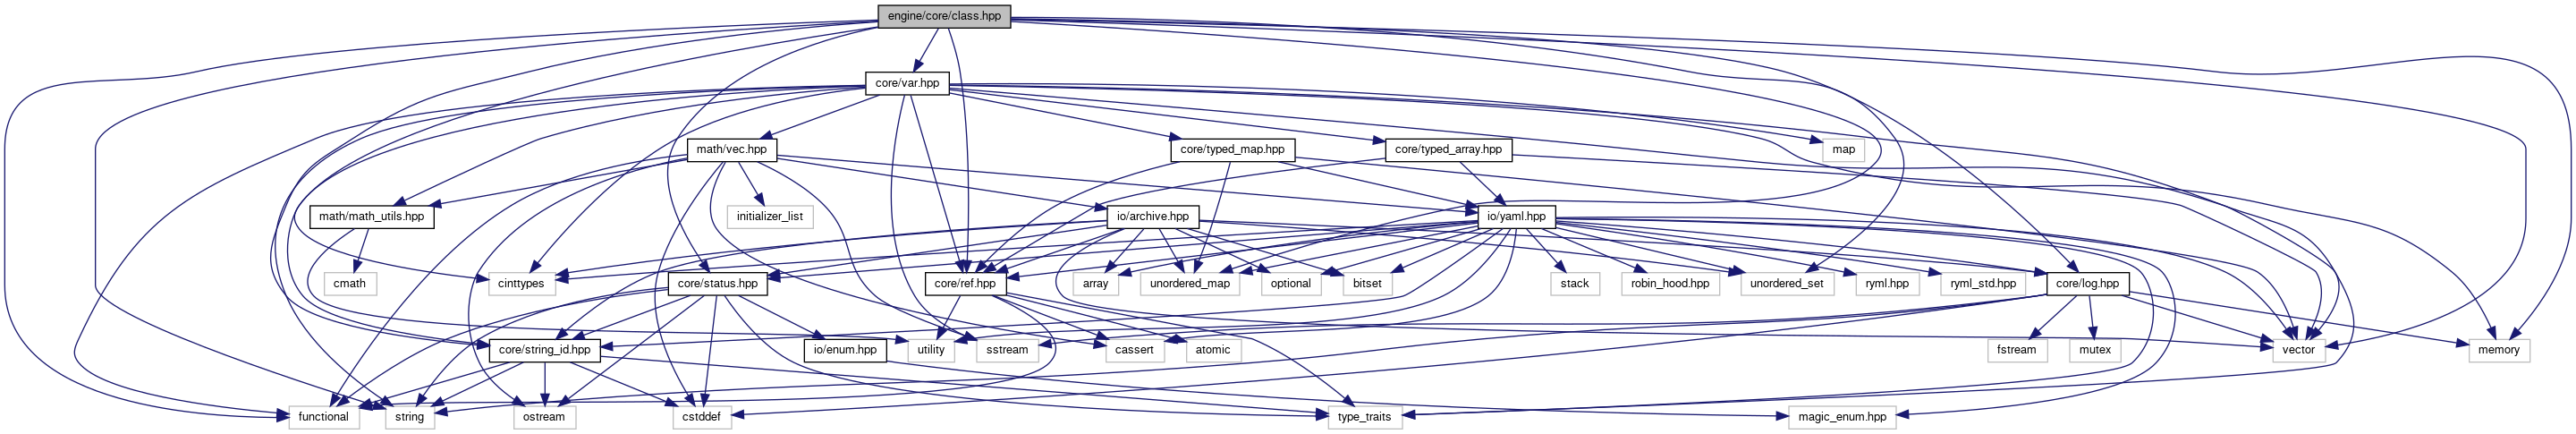 engine/core/class.hpp
core/var.hpp
math/vec.hpp
core/typed_map.hpp
core/typed_array.hpp
map
math/math_utils.hpp
initializer_list
io/archive.hpp
io/yaml.hpp
cmath
cinttypes
core/status.hpp
core/ref.hpp
array
unordered_map
optional
bitset
stack
robin_hood.hpp
unordered_set
ryml.hpp
ryml_std.hpp
core/log.hpp
core/string_id.hpp
io/enum.hpp
utility
sstream
cassert
atomic
fstream
mutex
vector
memory
functional
string
ostream
cstddef
type_traits
magic_enum.hpp